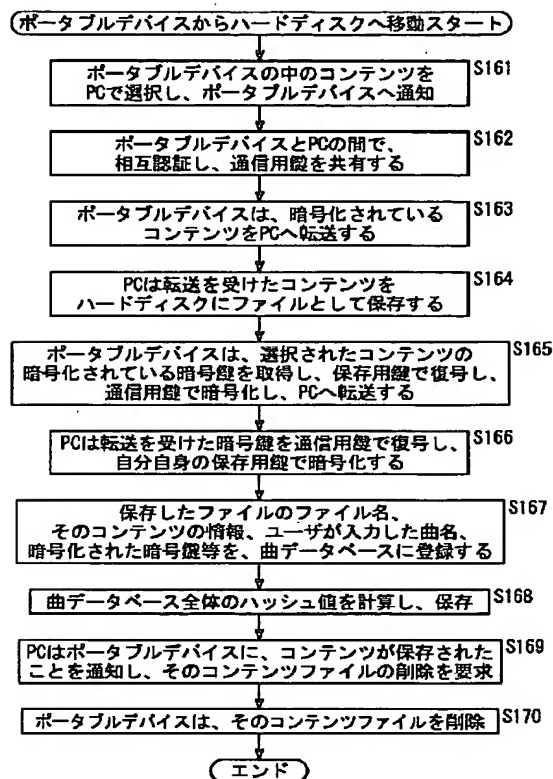 ポータブルデバイスからハードディスクへ移動スタート
ポータブルデバイスの中のコンテンツを
PCで選択し、ポータブルデバイスへ通知
S161
ポータブルデバイスとPCの間で、
相互認証し、通信用鍵を共有する
S162
ポータブルデバイスは、暗号化されている
コンテンツをPCへ転送する
S163
PCは転送を受けたコンテンツを
ハードディスクにファイルとして保存する
S164
ポータブルデバイスは、選択されたコンテンツの
暗号化されている暗号鍵を取得し、保存用鍵で復号し、
通信用鍵で暗号化し、PCへ転送する
S165
PCは転送を受けた暗号鍵を通信用鍵で復号し、
自分自身の保存用鍵で暗号化する
S166
保存したファイルのファイル名、
そのコンテンツの情報、ユーザが入力した曲名、
暗号化された暗号鍵等を、曲データベースに登録する
S167
曲データベース全体のハッシュ値を計算し、保存
S168
PCはポータブルデバイスに、コンテンツが保存された
ことを通知し、そのコンテンツファイルの削除を要求
S169
ポータブルデバイスは、そのコンテンツファイルを削除
S170
エンド